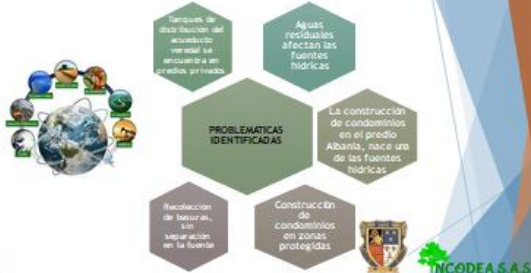 Tanques de
distribución del
acueducto
veredal se
encuentra en
predios privados
Aguas
residuales
afectan las
fuentes
hídricas
PROBLEMATICAS
IDENTIFICADAS
La construcción
de condominios
en el predio
Albania, nace una
de las fuentes
hídricas
Recolección
de basuras,
sin
separación
en la fuente
Construcción
de
condominios
en zonas
protegidas
INCODEA S.A.S